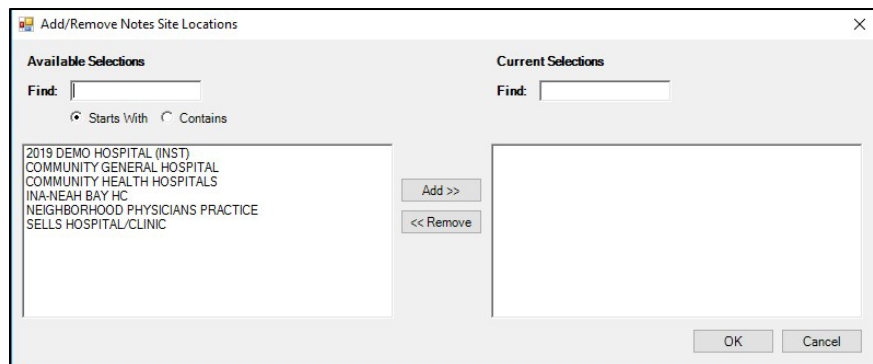 Add/Remove Notes Site Locations
Available Selections
Current Selections
Find:
Find:
Starts With
Contains
2019 DEMO HOSPITAL (INST)
COMMUNITY GENERAL HOSPITAL
COMMUNITY HEALTH HOSPITALS
INA-NEAH BAY HC
NEIGHBORHOOD PHYSICIANS PRACTICE
SELLS HOSPITAL/CLINIC
Add >>
<< Remove
OK
Cancel